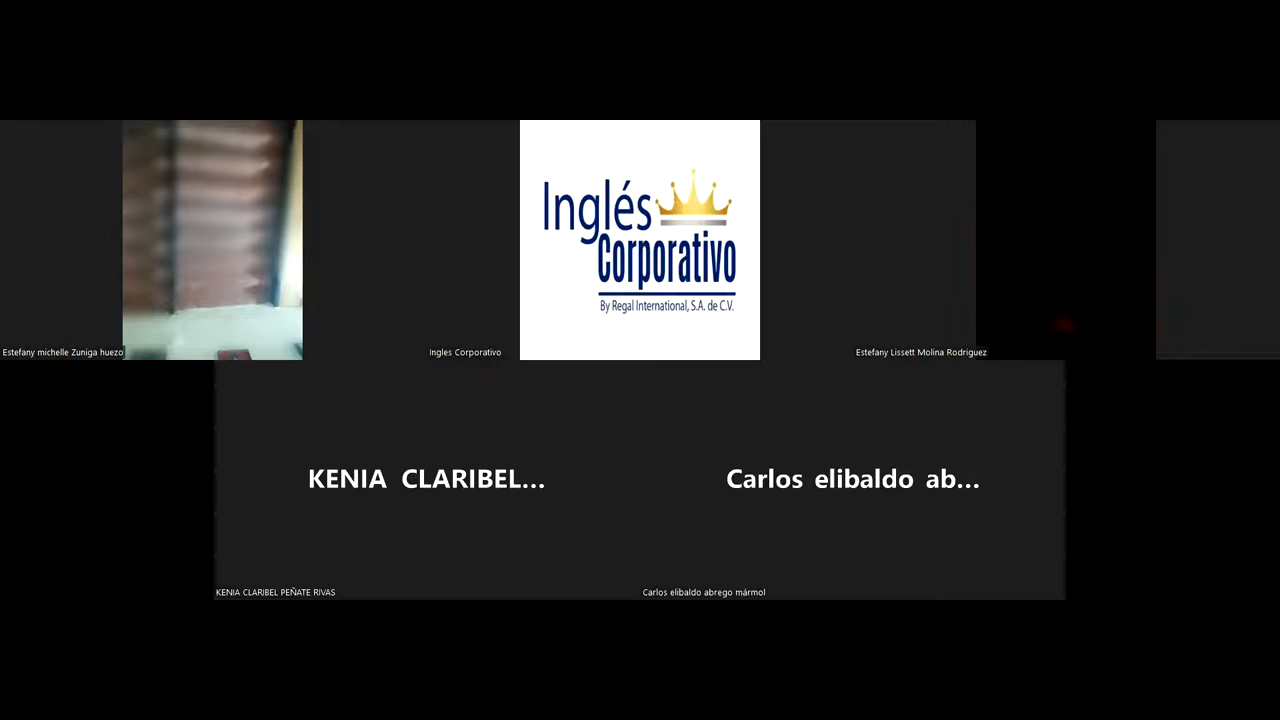 Inglés
Corporativo
By Regal International, S.A. de C.V.
Estefany michelle Zuniga huezo
Ingles Corporativo
Estefany Lissett Molina Rodriguez
KENIA CLARIBEL...
Carlos elibaldo ab...
KENIA CLARIBEL PEÑATE RIVAS
Carlos elibaldo abrego mármol